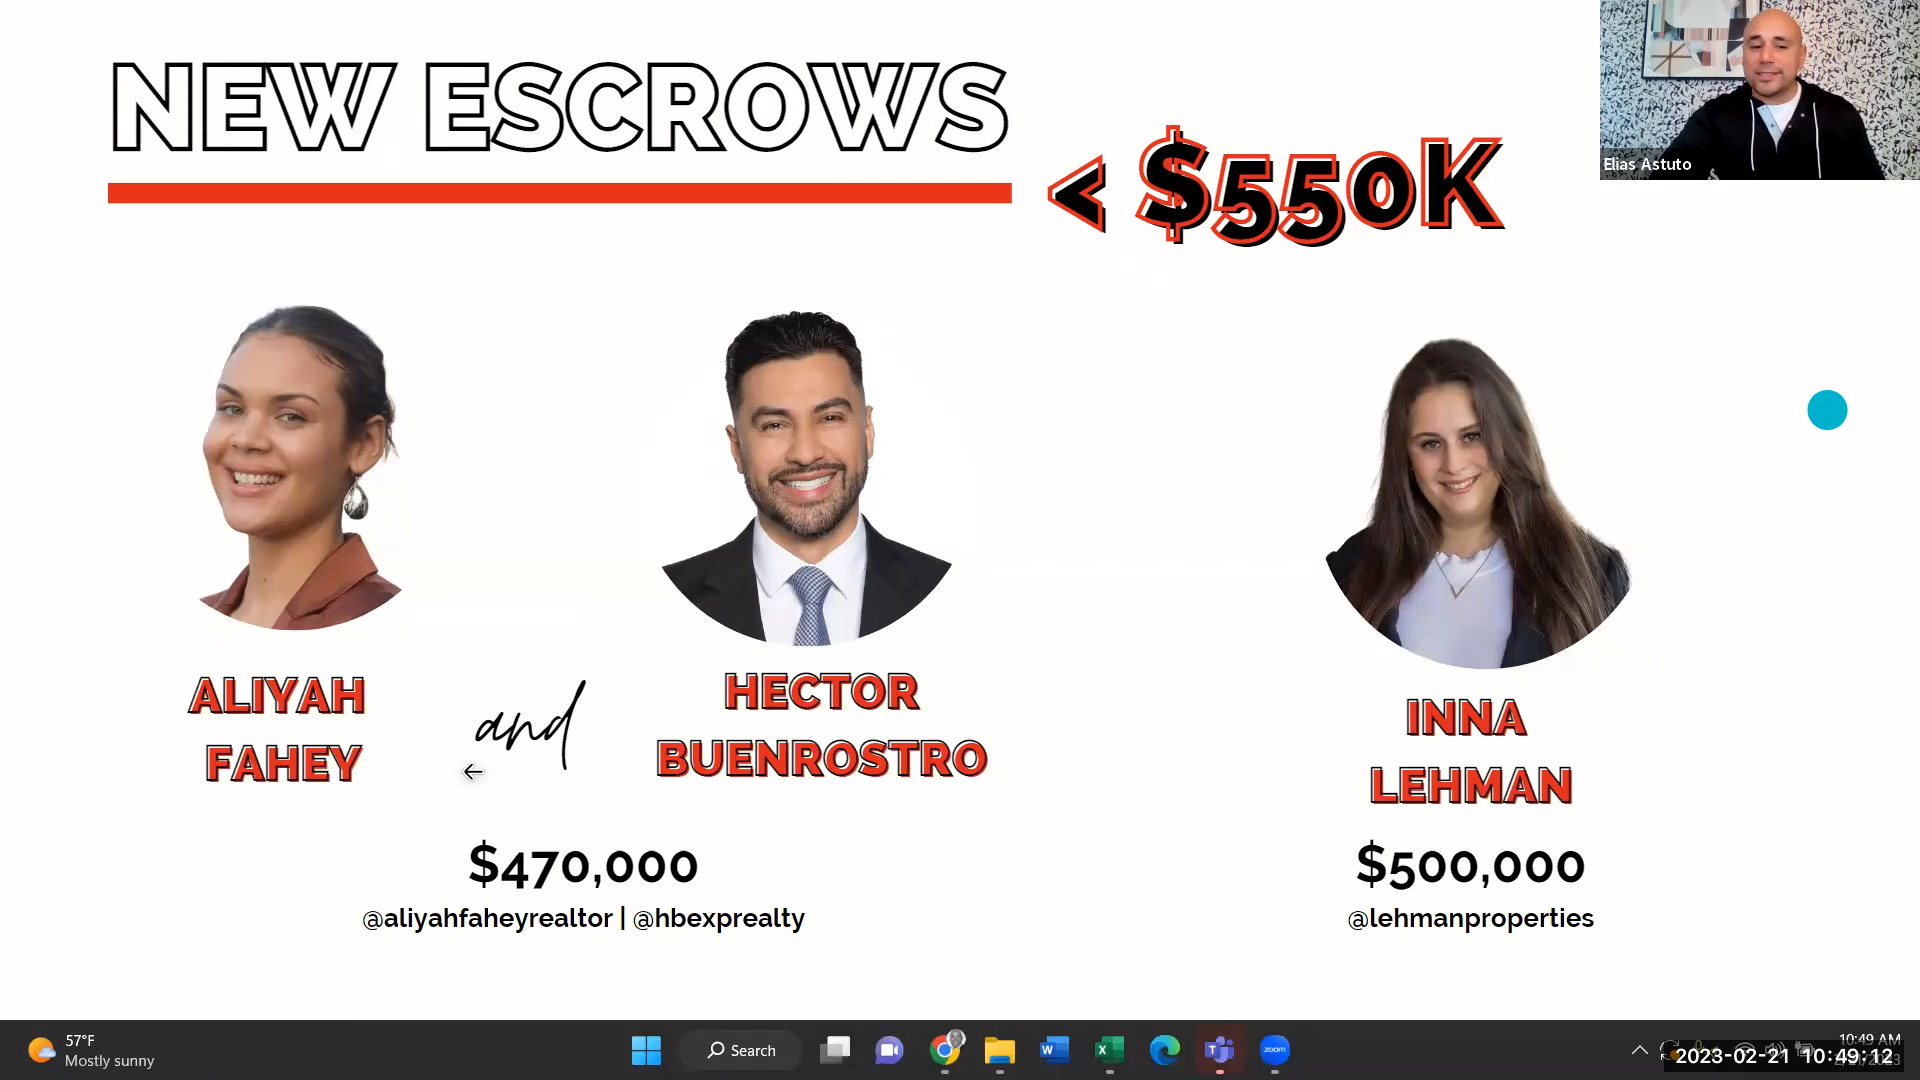 NEW ESCROWS
< $550K
Elias Astuto
ALIYAH
FAHEY
and
HECTOR
BUENROSTRO
INNA
LEHMAN
$470,000
$500,000
@aliyahfaheyrealtor | @hbexprealty
@lehmanproperties
57°F
Mostly sunny
Search
zoom
10:49 AM
2023-02-21 10:49:12